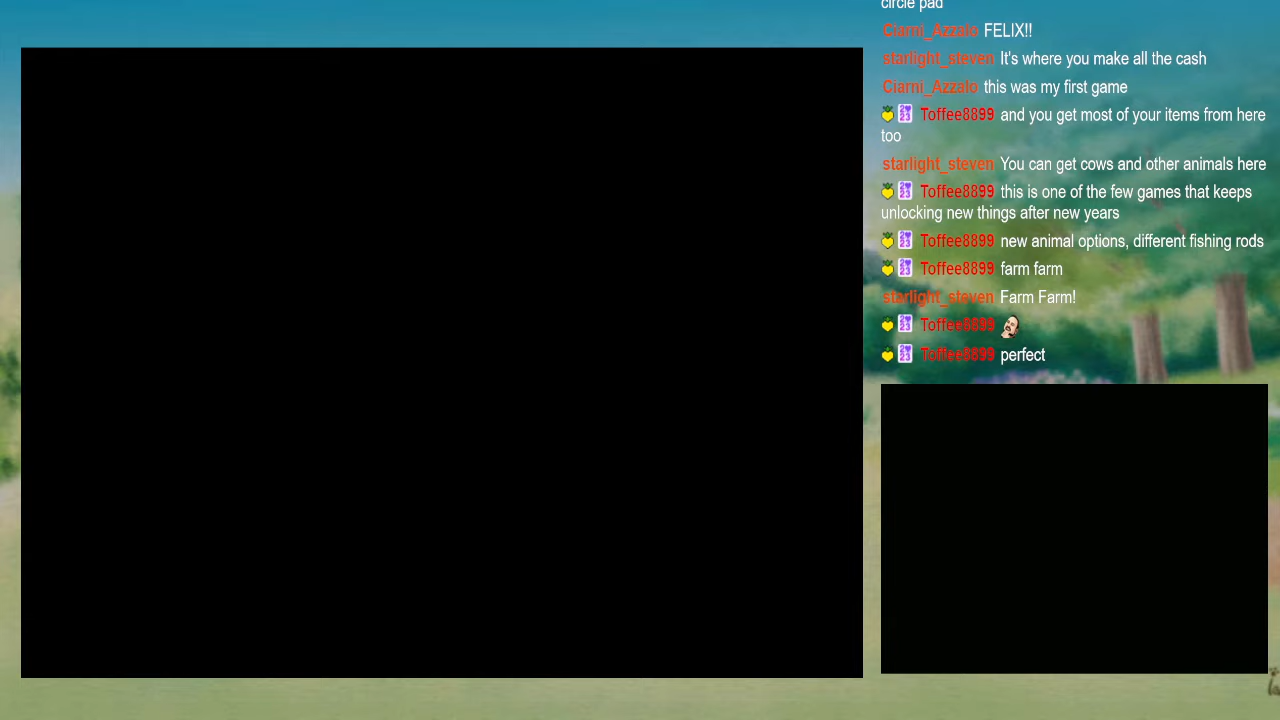 circle pad
Ciarni_Azzalo FELIX!!
starlight_steven It's where you make all the cash
Ciarni_Azzalo this was my first game
Toffee8899 and you get most of your items from here
too
starlight_steven You can get cows and other animals here
Toffee8899 this is one of the few games that keeps
unlocking new things after new years
Toffee8899 new animal options, different fishing rods
Toffee8899 farm farm
starlight_steven Farm Farm!
Toffee8899
Toffee8899 perfect